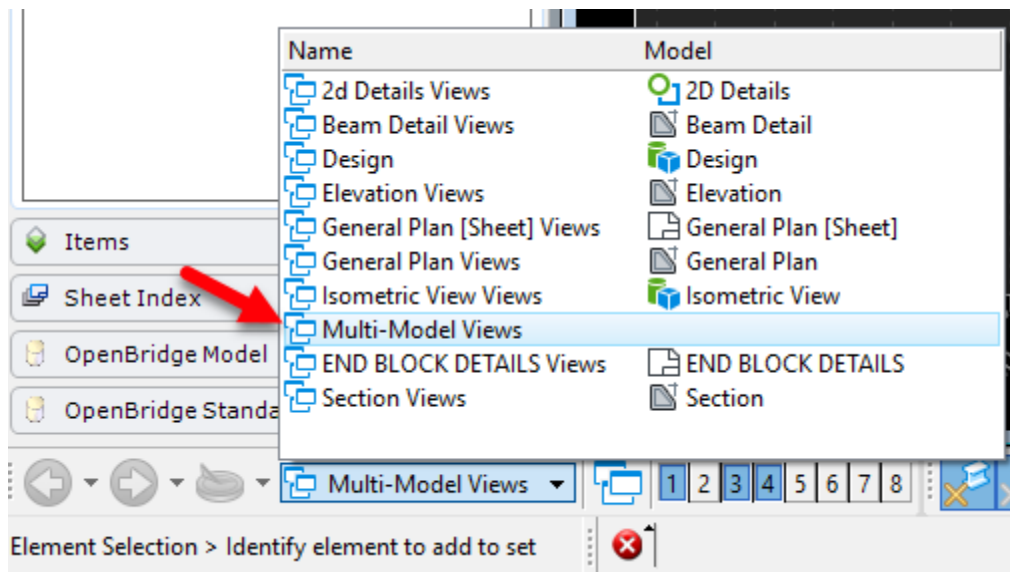 Name Model
2d Details Views 2D Details
Beam Detail Views Beam Detail
Design Design
Elevation Views Elevation
General Plan [Sheet] Views General Plan [Sheet]
General Plan Views General Plan
Isometric View Views Isometric View
Multi-Model Views
END BLOCK DETAILS Views END BLOCK DETAILS
Section Views Section
Items
Sheet Index
OpenBridge Model
OpenBridge Standa
Multi-Model Views 1 2 3 4 5 6 7 8
Element Selection > Identify element to add to set